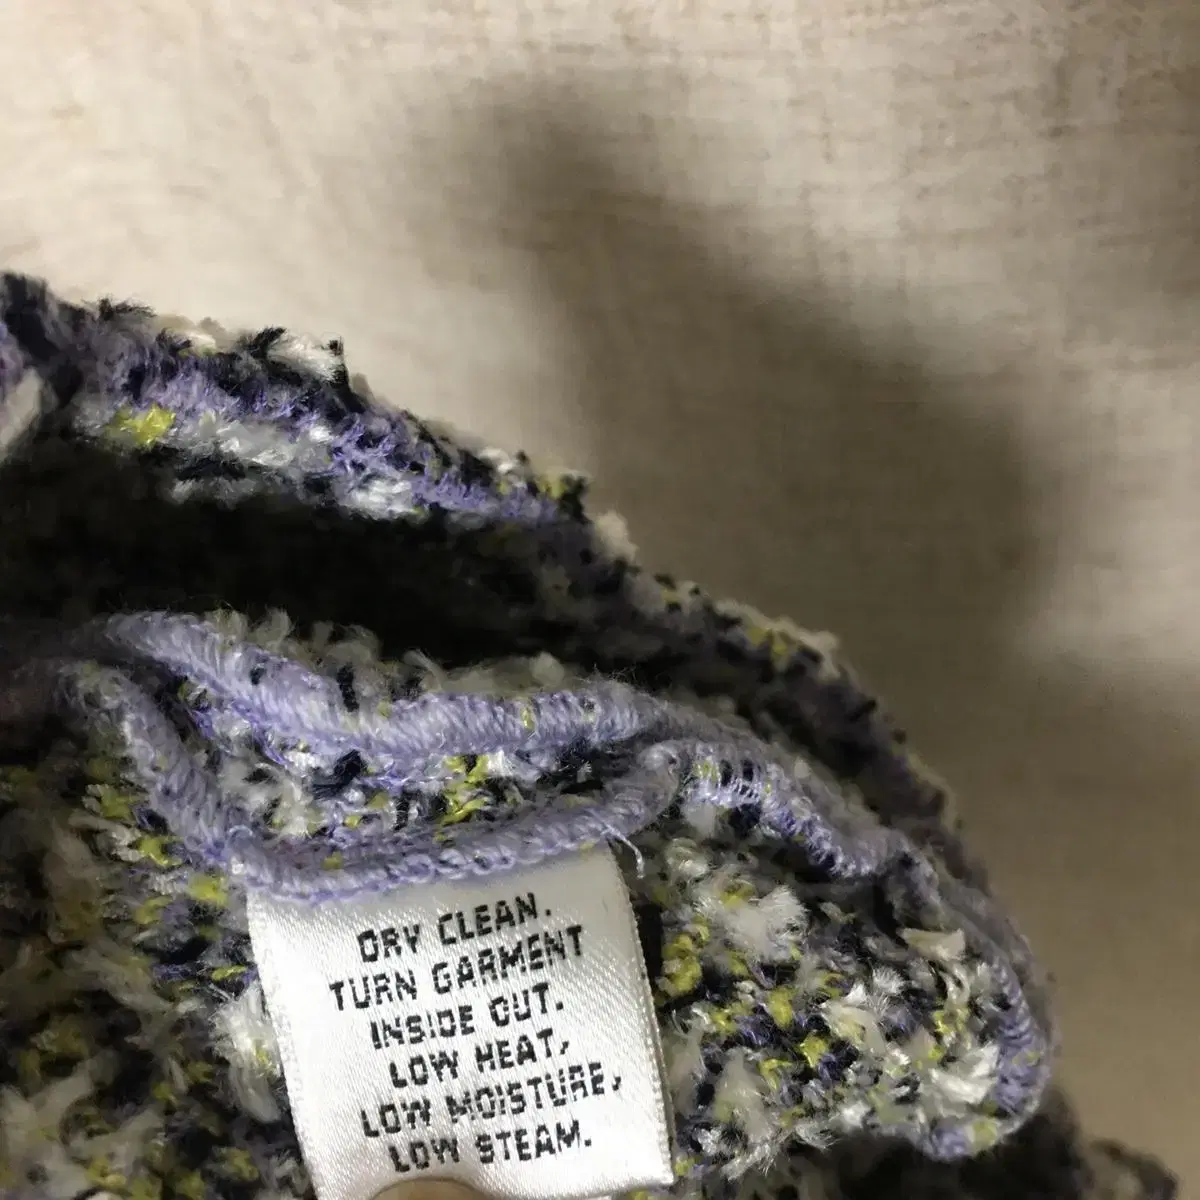 DRY CLEAN.
TURN GARMENT
INSIDE OUT.
LOW HEAT,
LOW MOISTURE,
LOW STEAM.